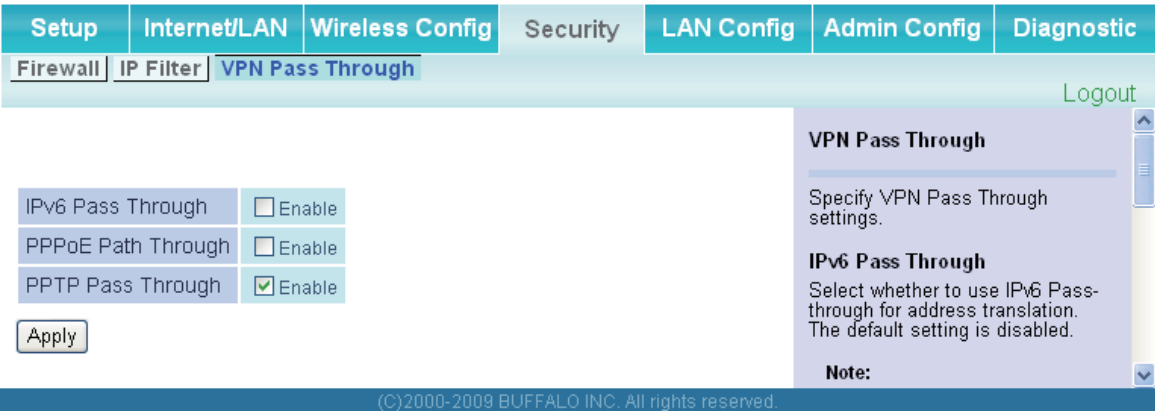 Setup Internet/LAN Wireless Config Security LAN Config Admin Config Diagnostic
Firewall IP Filter VPN Pass Through
Logout
IPv6 Pass Through Enable
PPPoE Path Through Enable
PPTP Pass Through Enable
Apply
VPN Pass Through
Specify VPN Pass Through
settings.
IPv6 Pass Through
Select whether to use IPv6 Pass-
through for address translation.
The default setting is disabled.
Note:
(C)2000-2009 BUFFALO INC. All rights reserved.